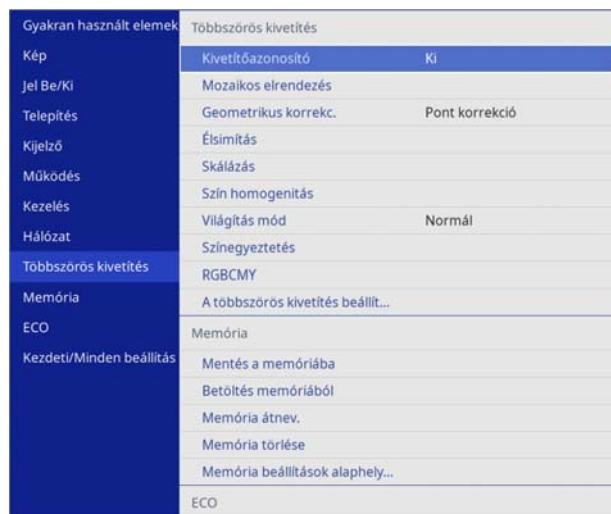 Gyakran használt elemek
Kép
Jel Be/Ki
Telepítés
Kijelző
Működés
Kezelés
Hálózat
Többszörös kivetítés
Memória
ECO
Kezdeti/Minden beállítás
Többszörös kivetítés
Kivetítőazonosító Ki
Mozaikos elrendezés
Geometrikus korrekc. Pont korrekció
Élsimítás
Skálázás
Szín homogenitás
Világítás mód Normál
Színegyeztetés
RGBCMY
A többszörös kivetítés beállít...
Memória
Mentés a memóriába
Betöltés memóriából
Memória átnev.
Memória törlése
Memória beállítások alaphely...
ECO